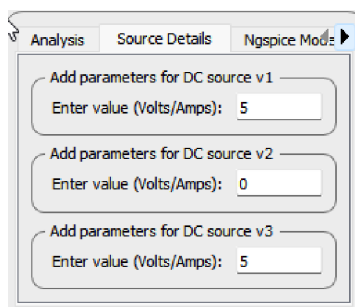 Analysis Source Details Ngspice Mode
Add parameters for DC source v1
Enter value (Volts/Amps): 5
Add parameters for DC source v2
Enter value (Volts/Amps): 0
Add parameters for DC source v3
Enter value (Volts/Amps): 5